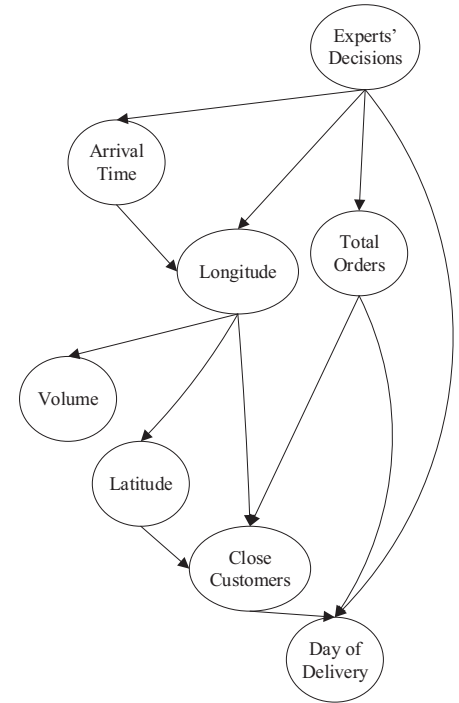 Experts’
Decisions
Arrival
Time
Total
Orders
Longitude
Volume
Latitude
Close
Customers
Day of
Delivery